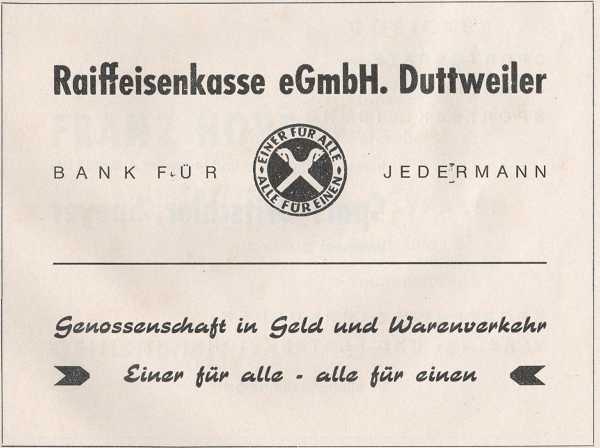 Raiffeisenkasse eGmbH. Duttweiler
BANK FÜR
EINER FÜR ALLE
ALLE FÜR EINEN
JEDERMANN
Genossenschaft in Geld und Warenverkehr
Einer für alle - alle für einen